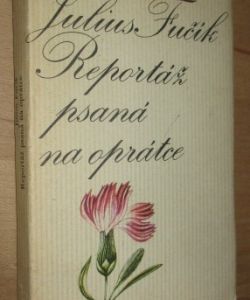 Julius Fučík
Reportáž
psaná
na oprátce
Reportáž psaná na oprátce